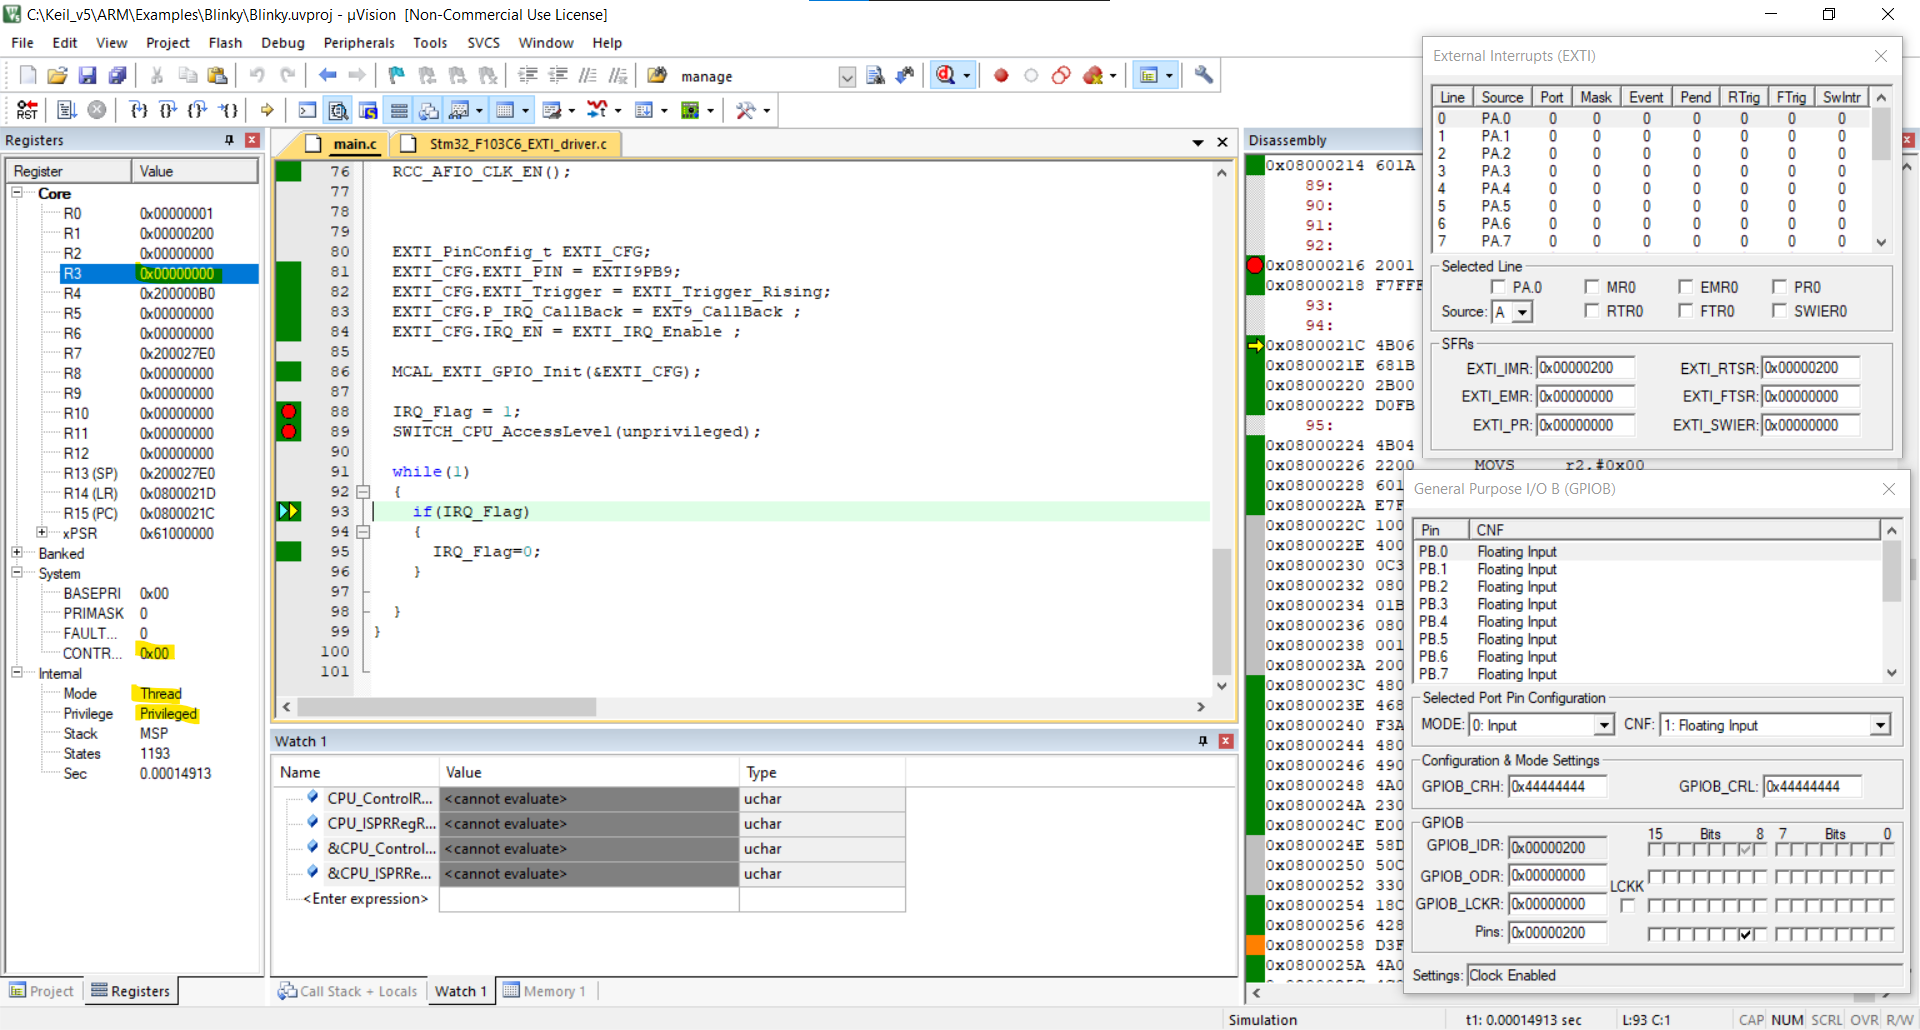 C:\Keil_v5\ARM\Examples\Blinky\Blinky.uvproj - µVision [Non-Commercial Use License]
File Edit View Project Flash Debug Peripherals Tools SVCS Window Help
manage
RST
Registers
Register Value
Core
R0 0x00000001
R1 0x00000200
R2 0x00000000
R3 0x00000000
R4 0x200000B0
R5 0x00000000
R6 0x00000000
R7 0x200027E0
R8 0x00000000
R9 0x00000000
R10 0x00000000
R11 0x00000000
R12 0x00000000
R13 (SP) 0x200027E0
R14 (LR) 0x0800021D
R15 (PC) 0x0800021C
xPSR 0x61000000
Banked
System
BASEPRI 0x00
PRIMASK 0
FAULT... 0
CONTR... 0x00
Internal
Mode Thread
Privilege Privileged
Stack MSP
States 1193
Sec 0.00014913
Project Registers
main.c Stm32_F103C6_EXTI_driver.c
76 RCC_AFIO_CLK_EN();
77
78
79
80 EXTI_PinConfig_t EXTI_CFG;
81 EXTI_CFG.EXTI_PIN = EXTI9PB9;
82 EXTI_CFG.EXTI_Trigger = EXTI_Trigger_Rising;
83 EXTI_CFG.P_IRQ_CallBack = EXT9_CallBack ;
84 EXTI_CFG.IRQ_EN = EXTI_IRQ_Enable ;
85
86 MCAL_EXTI_GPIO_Init(&EXTI_CFG);
87
88 IRQ_Flag = 1;
89 SWITCH_CPU_AccessLevel(unprivileged);
90
91 while(1)
92 {
93 if(IRQ_Flag)
94 {
95 IRQ_Flag=0;
96 }
97
98 }
99 }
100
101
Watch 1
Name Value Type
CPU_ControlR... <cannot evaluate> uchar
CPU_ISPRRegR... <cannot evaluate> uchar
&CPU_Control... <cannot evaluate> uchar
&CPU_ISPRRe... <cannot evaluate> uchar
<Enter expression>
Call Stack + Locals Watch 1 Memory 1
Disassembly
0x08000214 601A
89:
90:
91:
92:
0x08000216 2001
0x08000218 F7FFF
93:
94:
0x0800021C 4B06
0x0800021E 681B
0x08000220 2B00
0x08000222 D0FB
95:
0x08000224 4B04
0x08000226 2200 MOVS r2,#0x00
0x08000228 601
0x0800022A E7F
0x0800022C 100
0x0800022E 400
0x08000230 0C3
0x08000232 080
0x08000234 01B
0x08000236 080
0x08000238 001
0x0800023A 200
0x0800023C 480
0x0800023E 468
0x08000240 F3A
0x08000244 480
0x08000246 490
0x08000248 4A0
0x0800024A 230
0x0800024C E00
0x0800024E 58D
0x08000250 50C
0x08000252 330
0x08000254 18C
0x08000256 428
0x08000258 D3F
0x0800025A 4A0
External Interrupts (EXTI)
Line Source Port Mask Event Pend RTrig FTrig SwIntr
0 PA.0 0 0 0 0 0 0 0
1 PA.1 0 0 0 0 0 0 0
2 PA.2 0 0 0 0 0 0 0
3 PA.3 0 0 0 0 0 0 0
4 PA.4 0 0 0 0 0 0 0
5 PA.5 0 0 0 0 0 0 0
6 PA.6 0 0 0 0 0 0 0
7 PA.7 0 0 0 0 0 0 0
Selected Line
PA.0 MR0 EMR0 PR0
Source: A RTR0 FTR0 SWIER0
SFRs
EXTI_IMR: 0x00000200 EXTI_RTSR: 0x00000200
EXTI_EMR: 0x00000000 EXTI_FTSR: 0x00000000
EXTI_PR: 0x00000000 EXTI_SWIER: 0x00000000
General Purpose I/O B (GPIOB)
Pin CNF
PB.0 Floating Input
PB.1 Floating Input
PB.2 Floating Input
PB.3 Floating Input
PB.4 Floating Input
PB.5 Floating Input
PB.6 Floating Input
PB.7 Floating Input
Selected Port Pin Configuration
MODE: 0: Input CNF: 1: Floating Input
Configuration & Mode Settings
GPIOB_CRH: 0x44444444 GPIOB_CRL: 0x44444444
GPIOB
15 Bits 8 7 Bits 0
GPIOB_IDR: 0x00000200
GPIOB_ODR: 0x00000000
LCKK
GPIOB_LCKR: 0x00000000
Pins: 0x00000200
Settings: Clock Enabled
Simulation t1: 0.00014913 sec L:93 C:1 CAP NUM SCRL OVR R/W